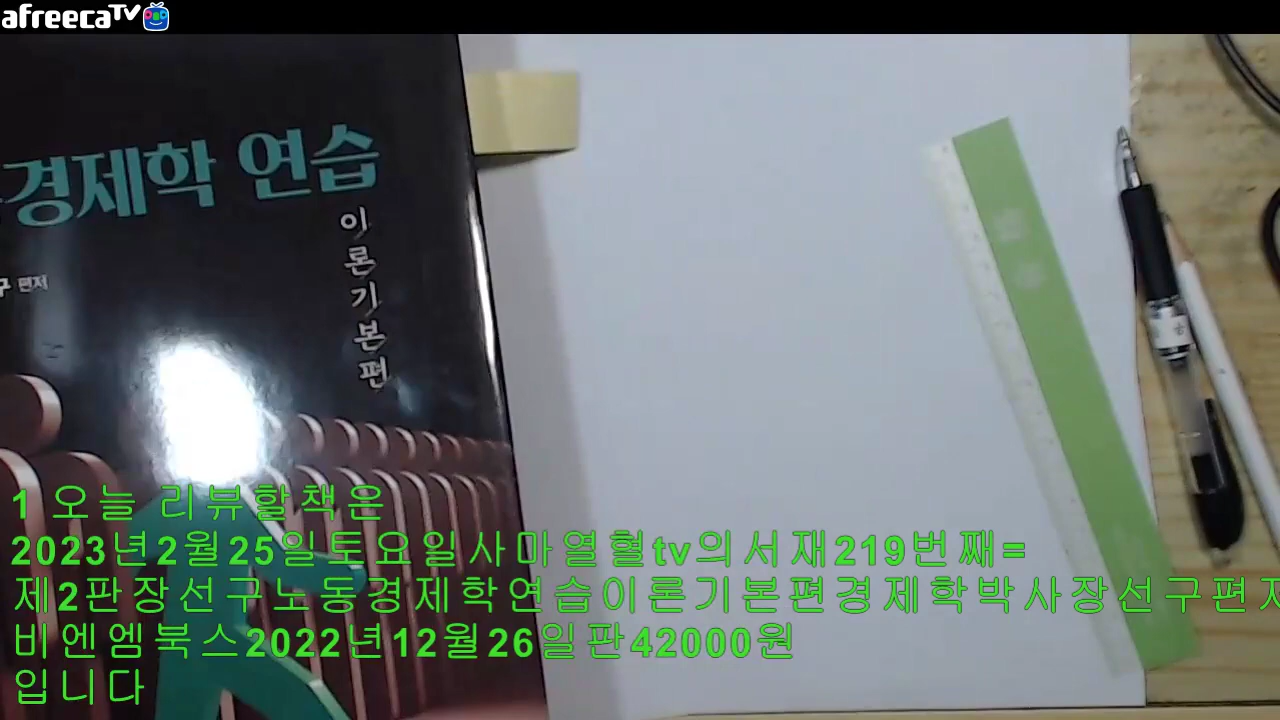 afreecaTV
경제학 연습
이론기본편
구 편저
1 오늘 리뷰할책은
2023년2월25일토요일사마열혈tv의서재219번째=
제2판장선구노동경제학연습이론기본편경제학박사장선구편저
비엔엠북스2022년12월26일판42000원
입니다